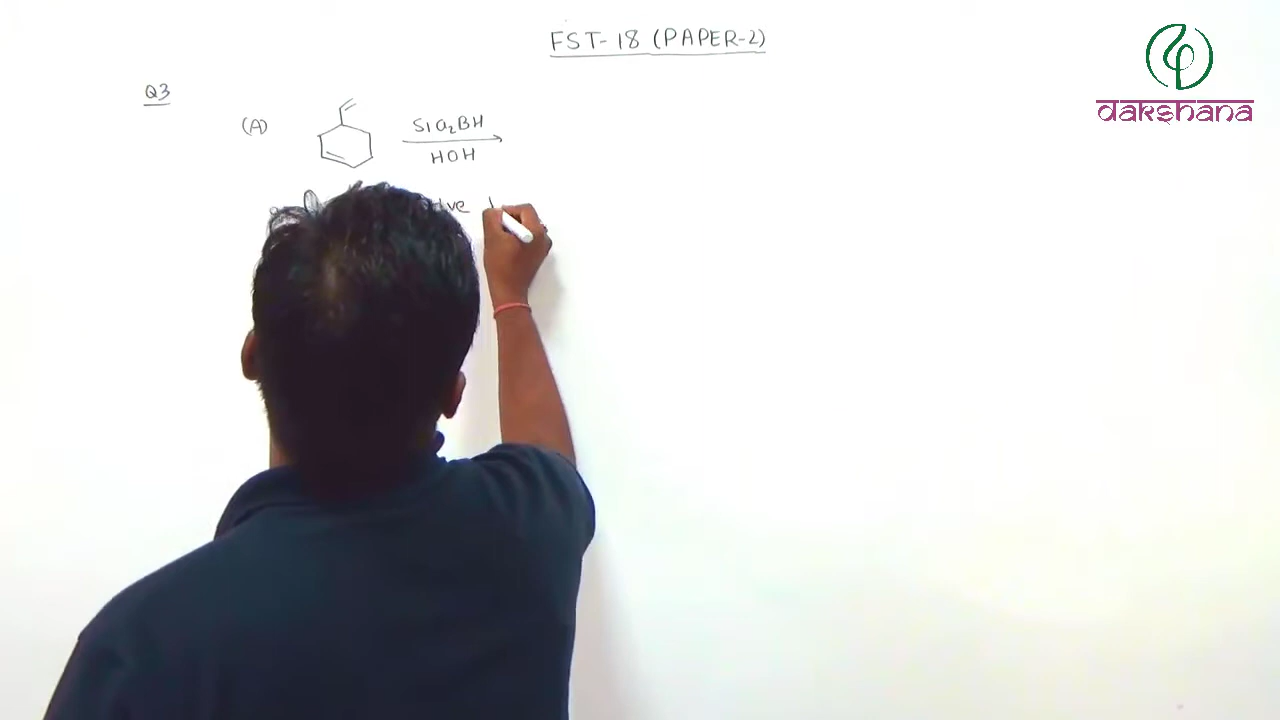 FST-18 (PAPER-2)
dakshana
Q3
(A)
Sia₂BH
HOH